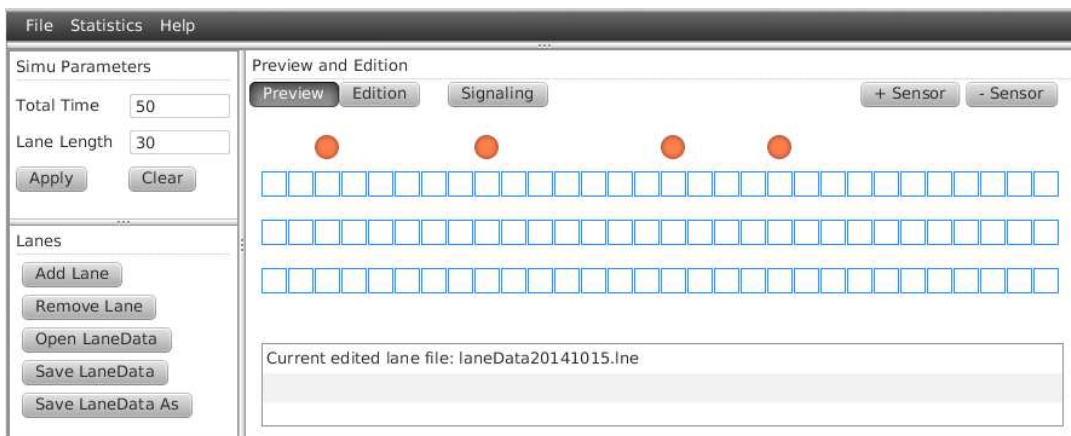 File Statistics Help
Simu Parameters
Total Time 50
Lane Length 30
Apply Clear
Lanes
Add Lane
Remove Lane
Open LaneData
Save LaneData
Save LaneData As
Preview and Edition
Preview Edition Signaling + Sensor - Sensor
Current edited lane file: laneData20141015.lne